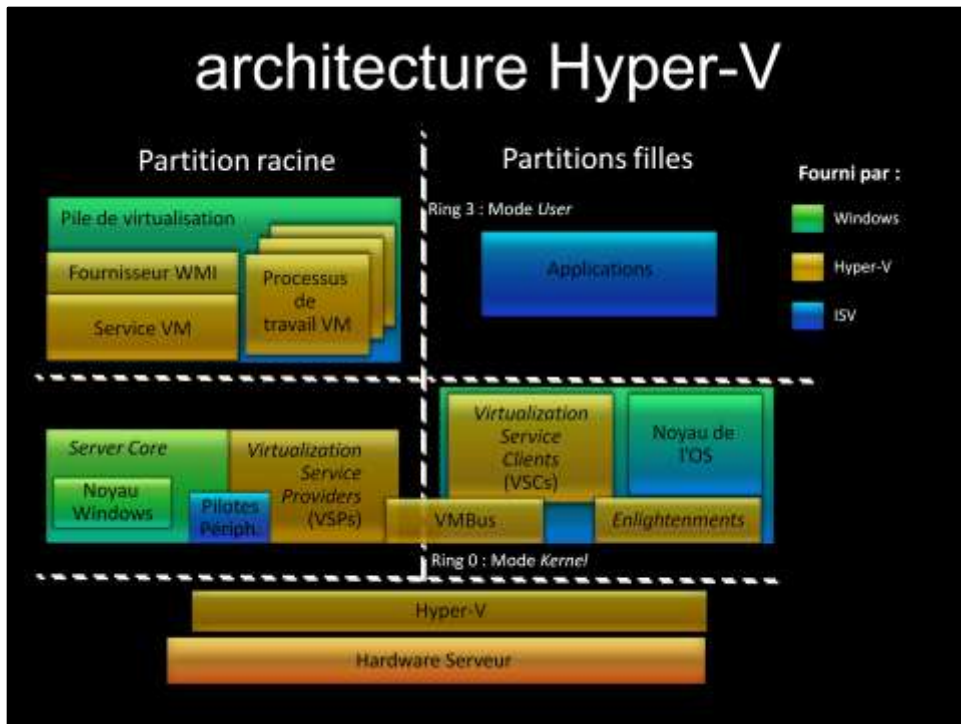 architecture Hyper-V
Partition racine
Partitions filles
Fourni par :
Windows
Hyper-V
ISV
Pile de virtualisation
Fournisseur WMI
Service VM
Processus
de
travail VM
Ring 3 : Mode User
Applications
Server Core
Noyau
Windows
Pilotes
Périph.
Virtualization
Service
Providers
(VSPs)
VMBus
Virtualization
Service
Clients
(VSCs)
Noyau de
l'OS
Enlightenments
Ring 0 : Mode Kernel
Hyper-V
Hardware Serveur